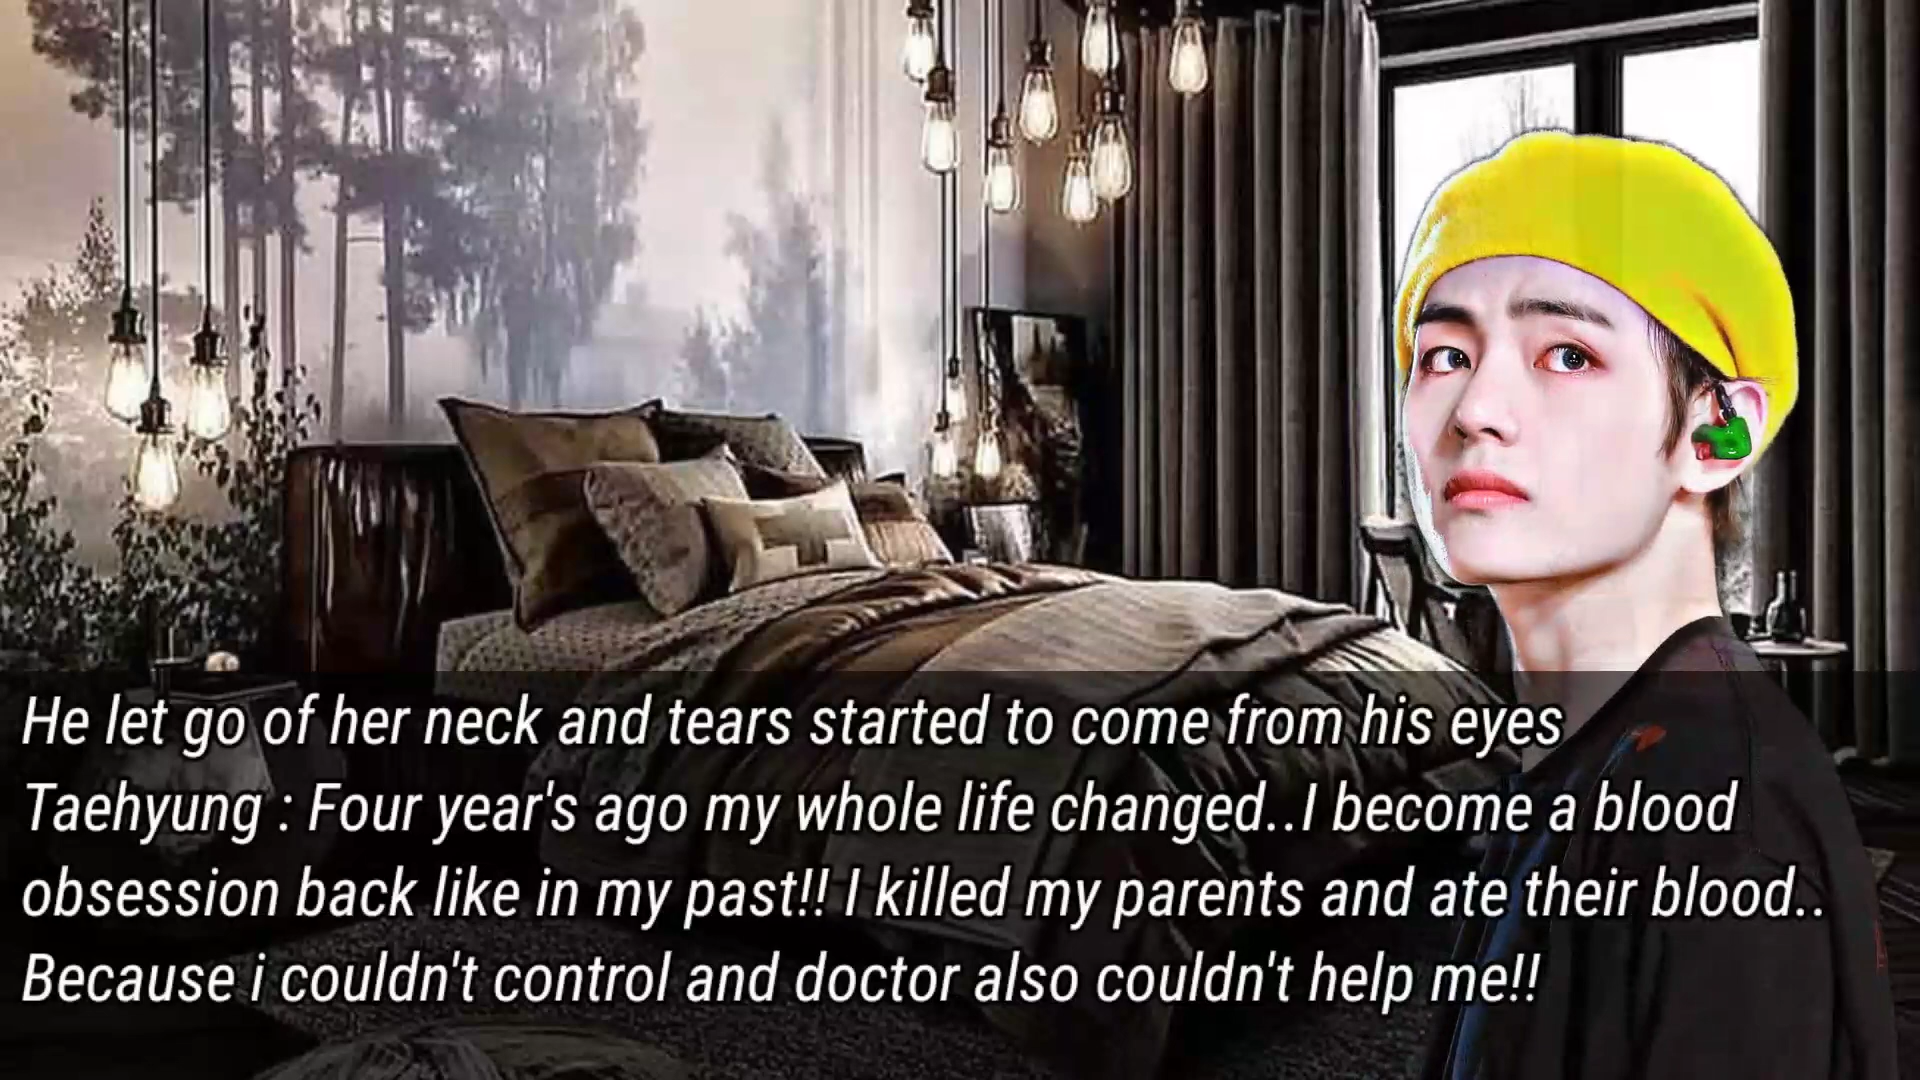 He let go of her neck and tears started to come from his eyes
Taehyung : Four year's ago my whole life changed..I become a blood
obsession back like in my past!! I killed my parents and ate their blood..
Because i couldn't control and doctor also couldn't help me!!